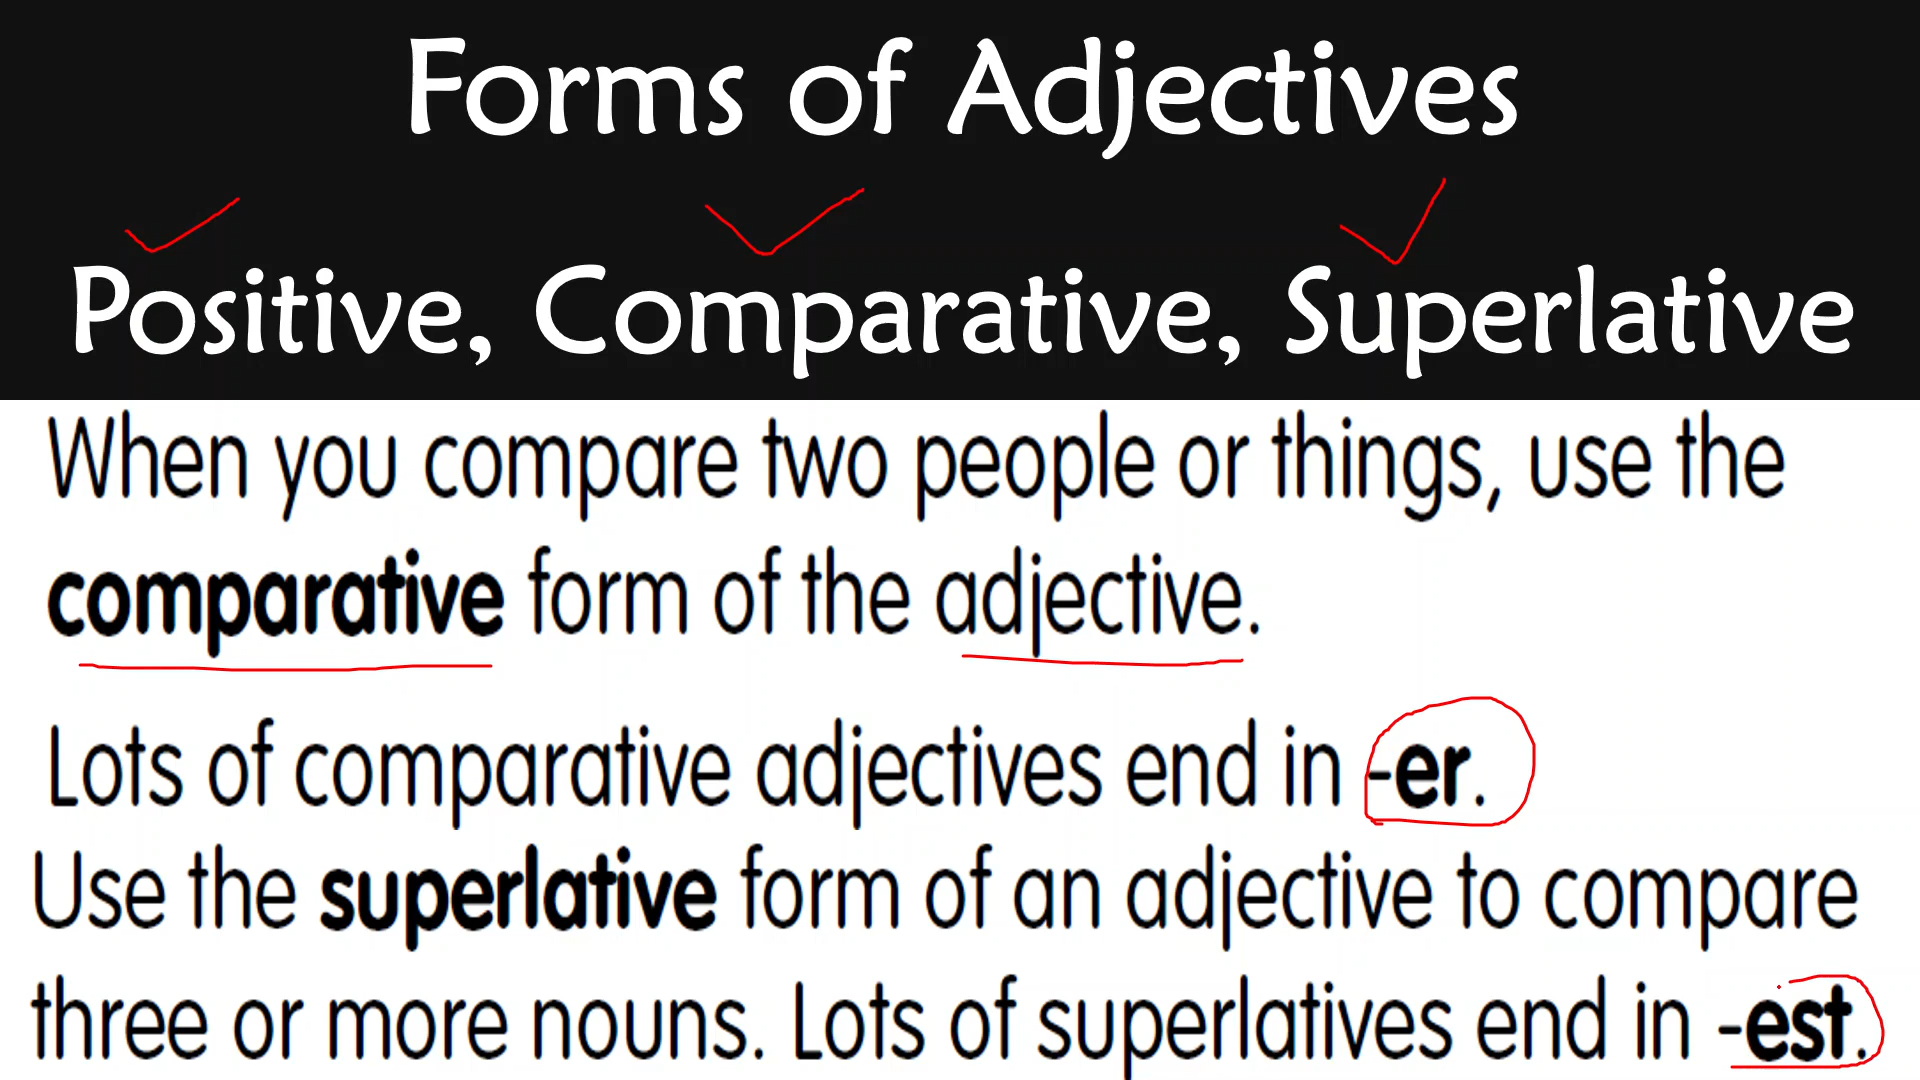 Forms of Adjectives
Positive, Comparative, Superlative
When you compare two people or things, use the
comparative form of the adjective.
Lots of comparative adjectives end in -er.
Use the superlative form of an adjective to compare
three or more nouns. Lots of superlatives end in -est.